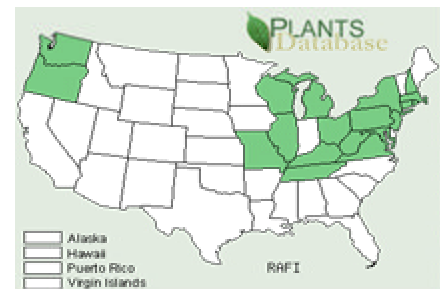 PLANTS
Database
Alaska
Hawaii
Puerto Rico
Virgin Islands
RAFI